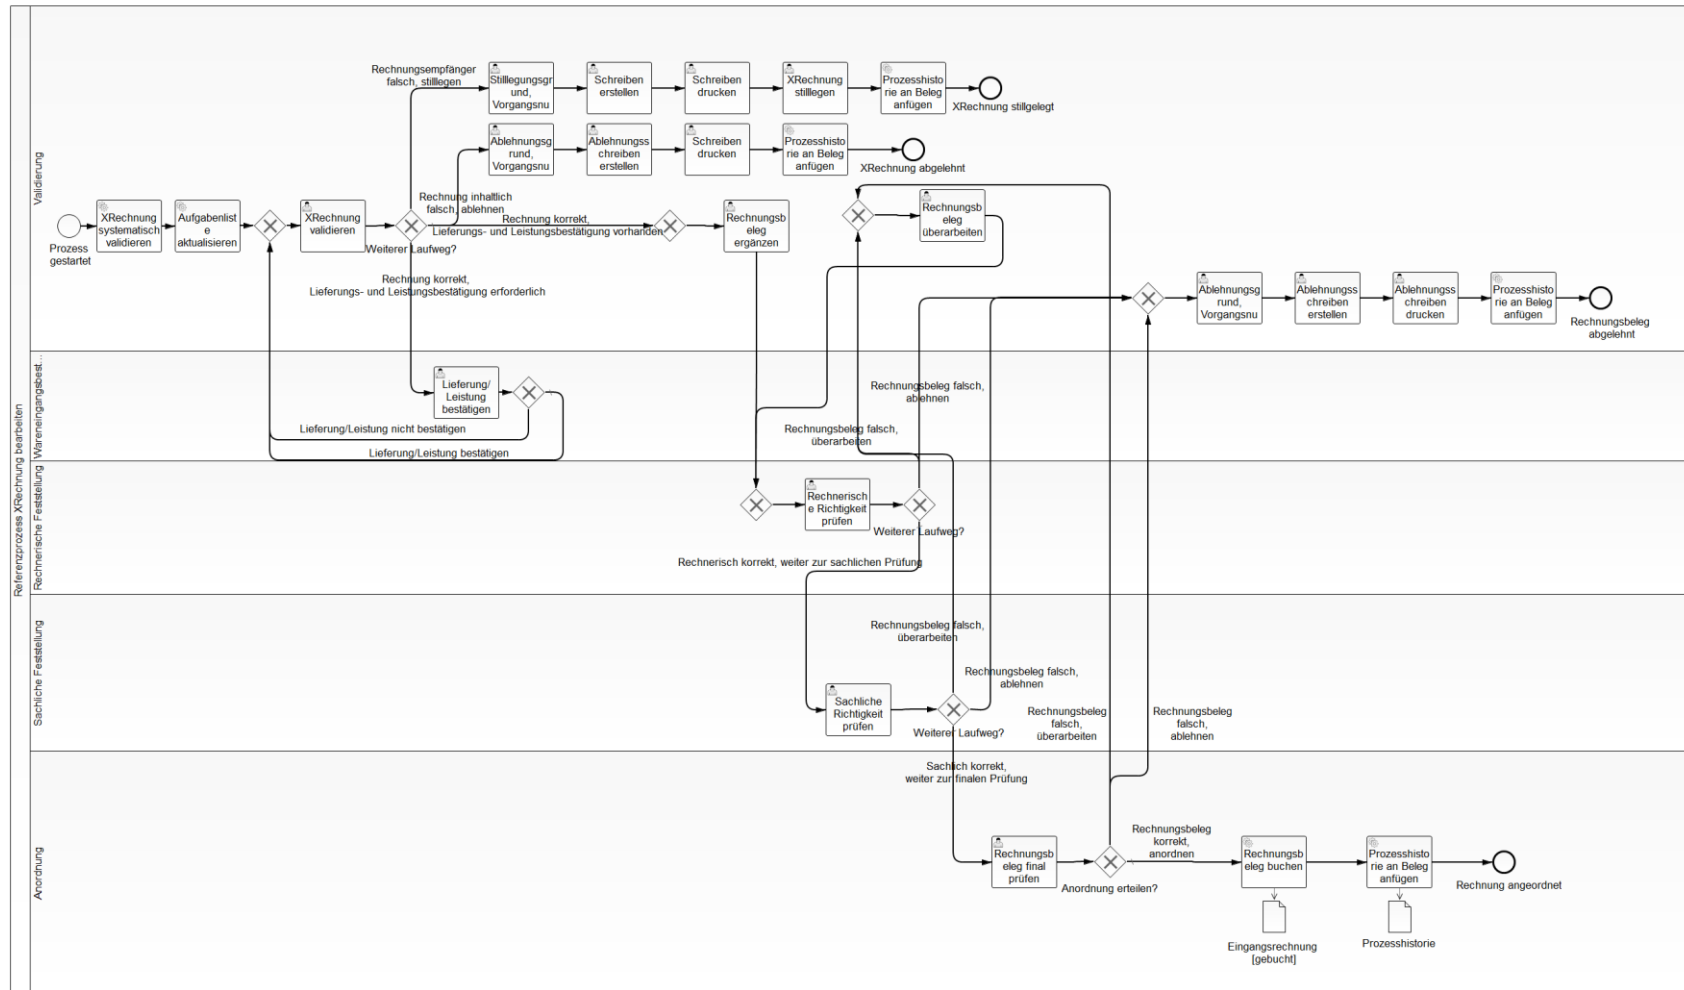 Referenzprozess XRechnung bearbeiten
Validierung
Prozess
gestartet
XRechnung
systematisch
validieren
Aufgabenlist
e
aktualisieren
XRechnung
validieren
Weiterer Laufweg?
Rechnungsempfänger
falsch, stilllegen
Stilllegungsgr
und,
Vorgangsnu
Schreiben
erstellen
Schreiben
drucken
XRechnung
stilllegen
Prozesshisto
rie an Beleg
anfügen
XRechnung stillgelegt
Rechnung inhaltlich
falsch, ablehnen
Ablehnungsg
rund,
Vorgangsnu
Ablehnungss
chreiben
erstellen
Schreiben
drucken
Prozesshisto
rie an Beleg
anfügen
XRechnung abgelehnt
Rechnung korrekt,
Lieferungs- und Leistungsbestätigung vorhanden
Rechnungsb
eleg
ergänzen
Rechnungsb
eleg
überarbeiten
Rechnung korrekt,
Lieferungs- und Leistungsbestätigung erforderlich
Ablehnungsg
rund,
Vorgangsnu
Ablehnungss
chreiben
erstellen
Ablehnungss
chreiben
drucken
Prozesshisto
rie an Beleg
anfügen
Rechnungsbeleg
abgelehnt
Wareneingangsbest...
Lieferung/
Leistung
bestätigen
Lieferung/Leistung nicht bestätigen
Lieferung/Leistung bestätigen
Rechnungsbeleg falsch,
ablehnen
Rechnungsbeleg falsch,
überarbeiten
Rechnerische Feststellung
Rechnerisch
e Richtigkeit
prüfen
Weiterer Laufweg?
Rechnerisch korrekt, weiter zur sachlichen Prüfung
Sachliche Feststellung
Rechnungsbeleg falsch,
überarbeiten
Rechnungsbeleg falsch,
ablehnen
Sachliche
Richtigkeit
prüfen
Weiterer Laufweg?
Rechnungsbeleg
falsch,
überarbeiten
Rechnungsbeleg
falsch,
ablehnen
Anordnung
Sachlich korrekt,
weiter zur finalen Prüfung
Rechnungsb
eleg final
prüfen
Anordnung erteilen?
Rechnungsbeleg
korrekt,
anordnen
Rechnungsb
eleg buchen
Prozesshisto
rie an Beleg
anfügen
Rechnung angeordnet
Eingangsrechnung
[gebucht]
Prozesshistorie